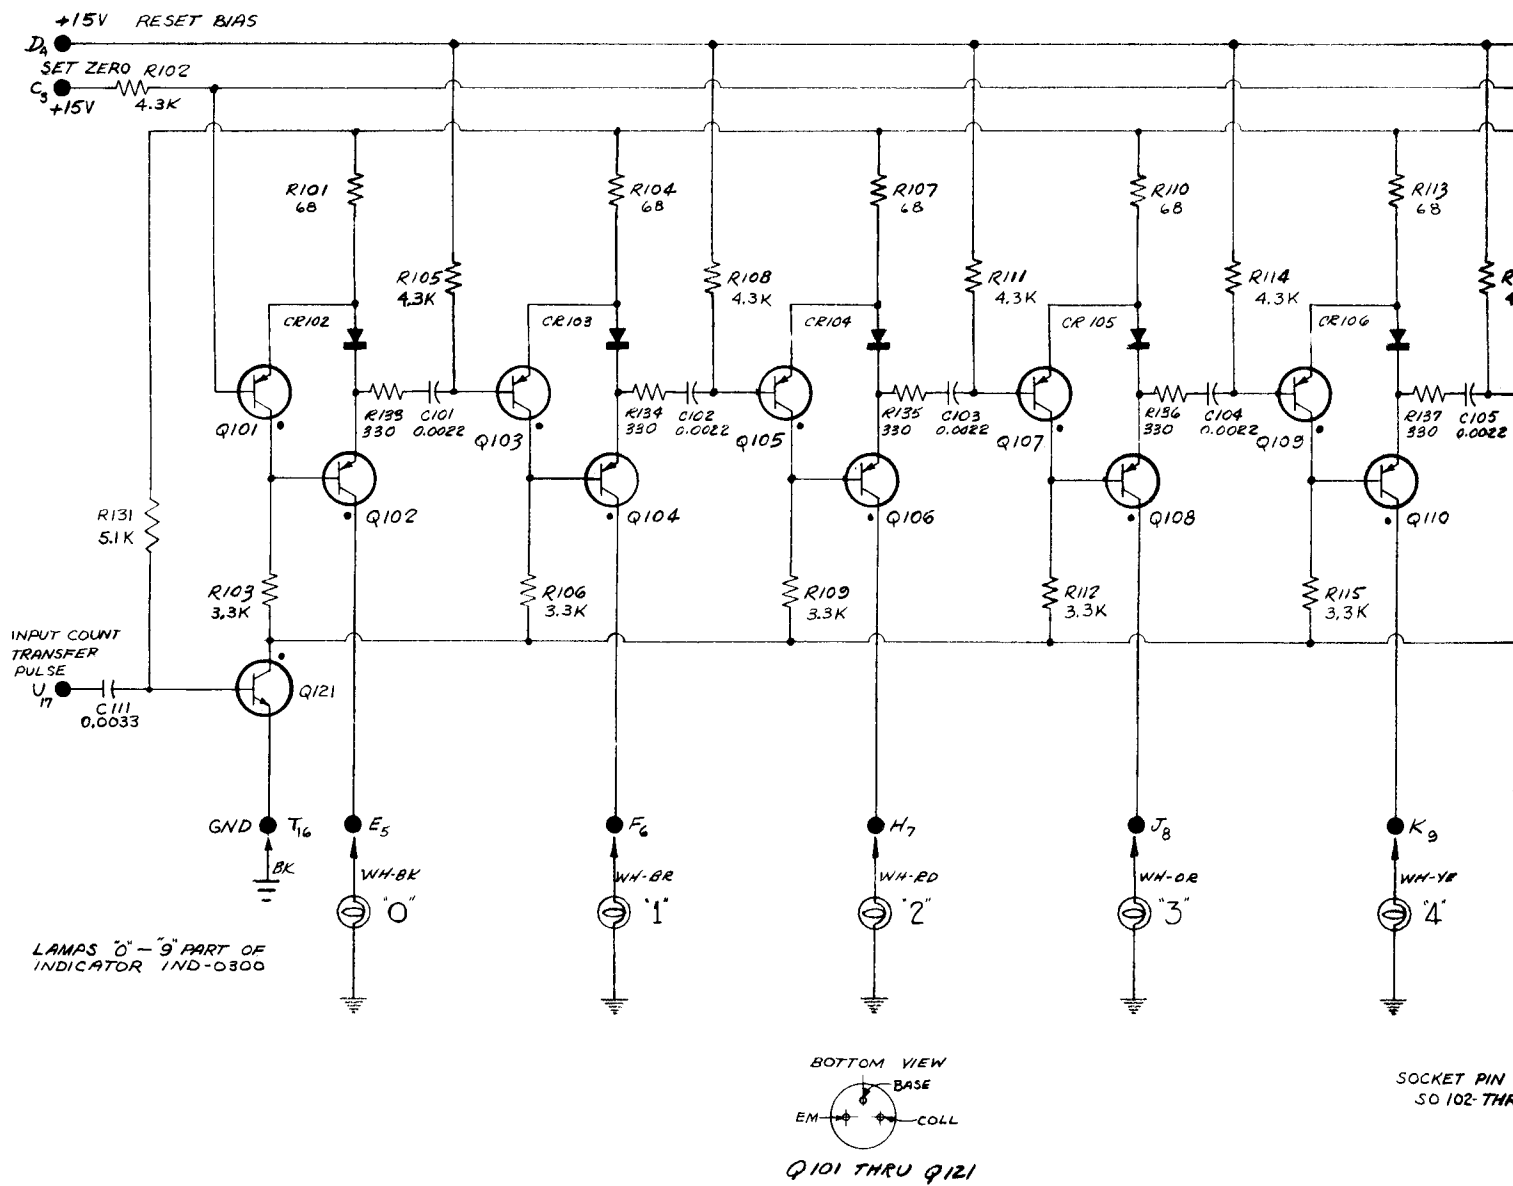 +15V RESET BIAS
D4
SET ZERO R102
C3
+15V 4.3K
R101
68
R104
68
R107
68
R110
68
R113
68
R105
4.3K
R108
4.3K
R111
4.3K
R114
4.3K
R
4
CR102
CR103
CR104
CR105
CR106
Q101
R133
330
C101
0.0022
Q103
R134
330
C102
0.0022
Q105
R135
330
C103
0.0022
Q107
R136
330
C104
0.0022
Q109
R137
330
C105
0.0022
R131
5.1K
Q102
Q104
Q106
Q108
Q110
R103
3.3K
R106
3.3K
R109
3.3K
R112
3.3K
R115
3.3K
INPUT COUNT
TRANSFER
PULSE
U17
C111
0.0033
Q121
GND T16
E5
F6
H7
J8
K9
BK
WH-BK
WH-BR
WH-RD
WH-OR
WH-YE
"0"
"1"
"2"
"3"
"4"
LAMPS "0" - "9" PART OF
INDICATOR IND-0300
BOTTOM VIEW
BASE
EM
COLL
Q101 THRU Q121
SOCKET PIN
SO 102-THR